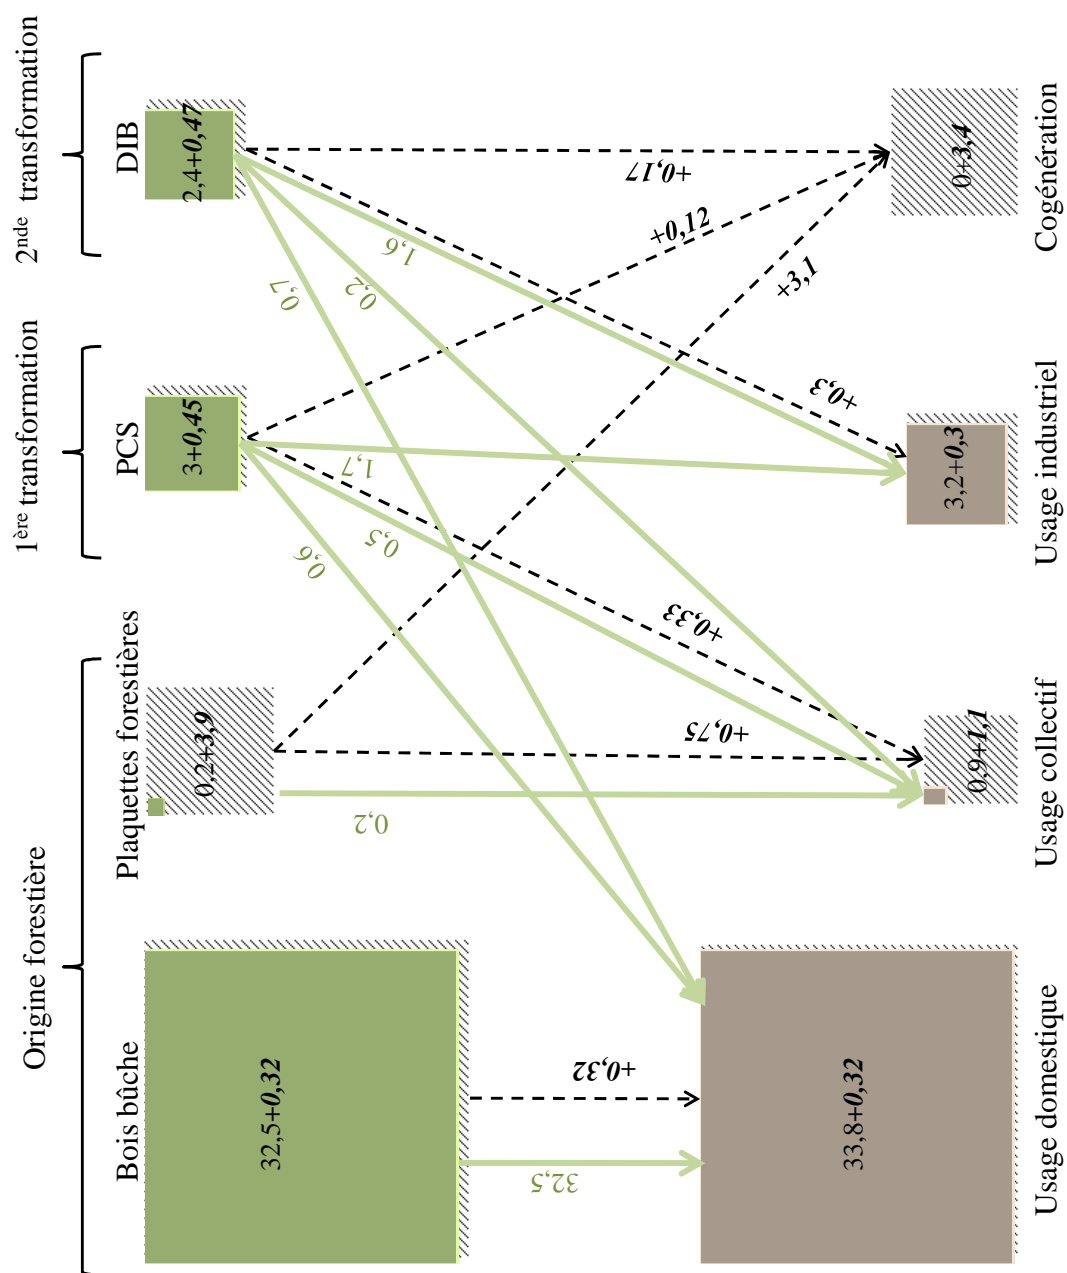 Origine forestière
1ère transformation
2nde transformation
Bois bûche
Plaquettes forestières
PCS
DIB
32,5+0,32
0,2+3,9
3+0,45
2,4+0,47
32,5
+0,32
0,2
+0,75
0,6
0,5
1,7
+0,33
+0,12
0,7
0,2
1,6
+0,3
+0,17
+3,1
33,8+0,32
0,9+1,1
3,2+0,3
0+3,4
Usage domestique
Usage collectif
Usage industriel
Cogénération